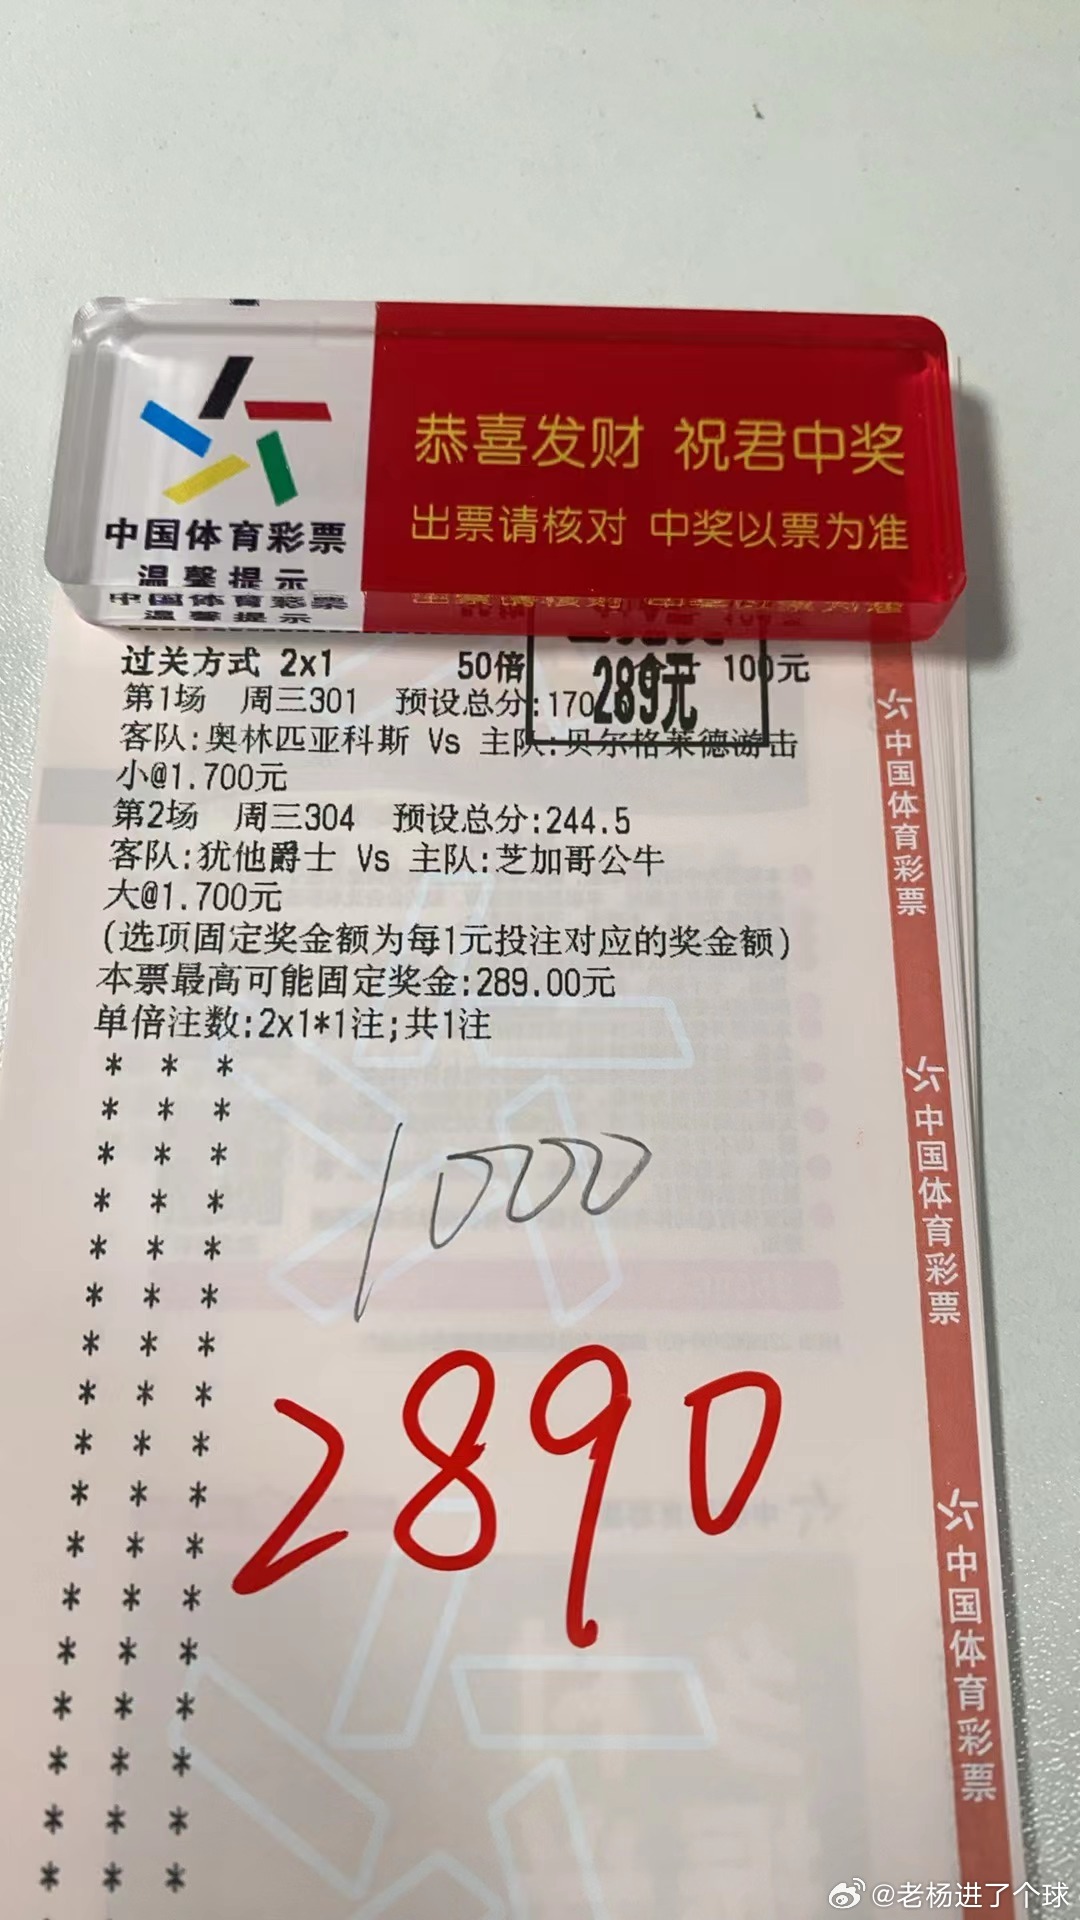 恭喜发财 祝君中奖
出票请核对 中奖以票为准
中国体育彩票
温馨提示
过关方式 2x1 50倍 合计 100元
289元
第1场 周三301 预设总分:170
客队:奥林匹亚科斯 Vs 主队:贝尔格莱德游击
小@1.700元
第2场 周三304 预设总分:244.5
客队:犹他爵士 Vs 主队:芝加哥公牛
大@1.700元
(选项固定奖金额为每1元投注对应的奖金额)
本票最高可能固定奖金:289.00元
单倍注数:2x1*1注;共1注
1000
2890
中国体育彩票
中国体育彩票
中国体育彩票
@老杨进了个球